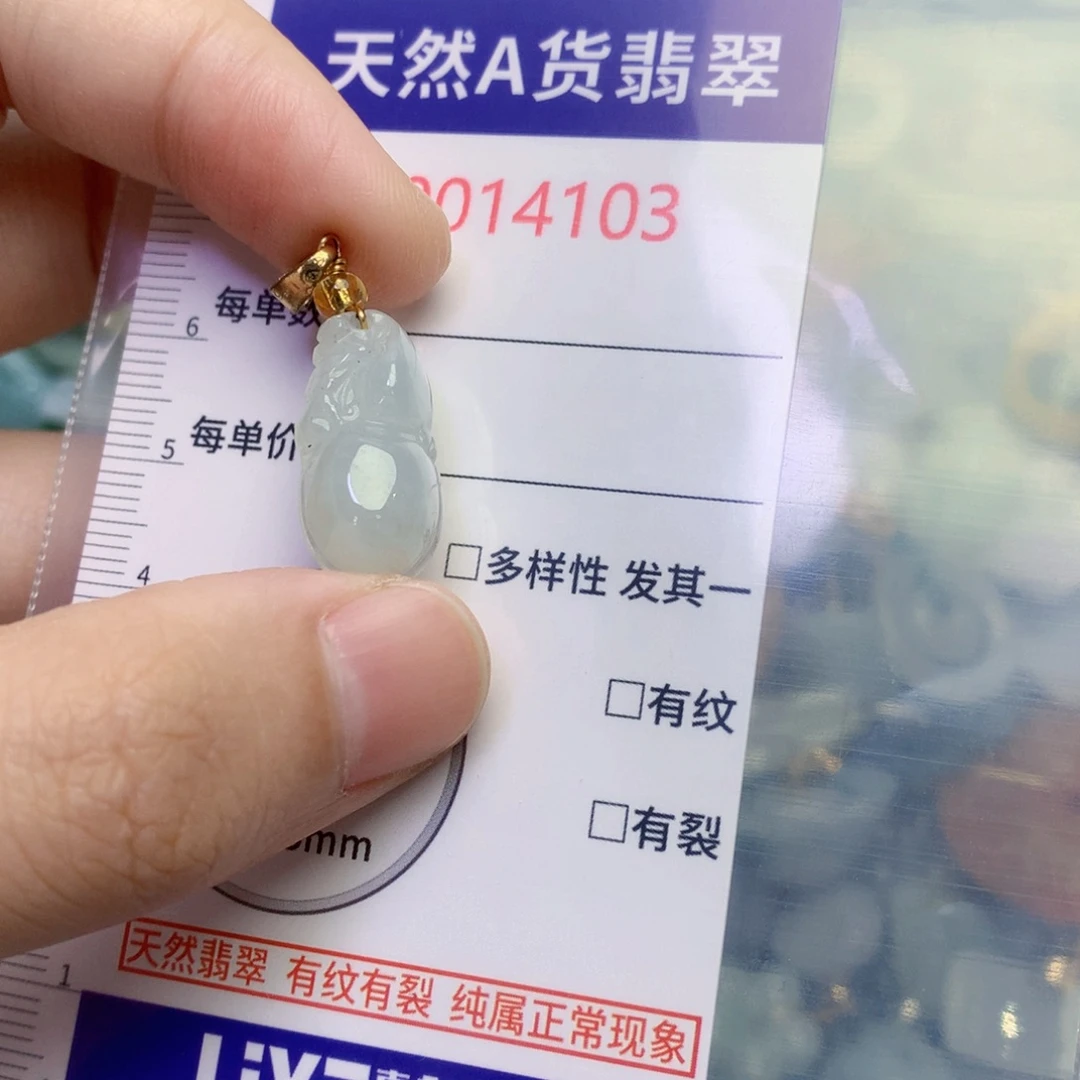 天然A货翡翠
014103
6
每单
5
每单价
4
□多样性 发其一
□有纹
□有裂
mm
1
天然翡翠 有纹有裂 纯属正常现象